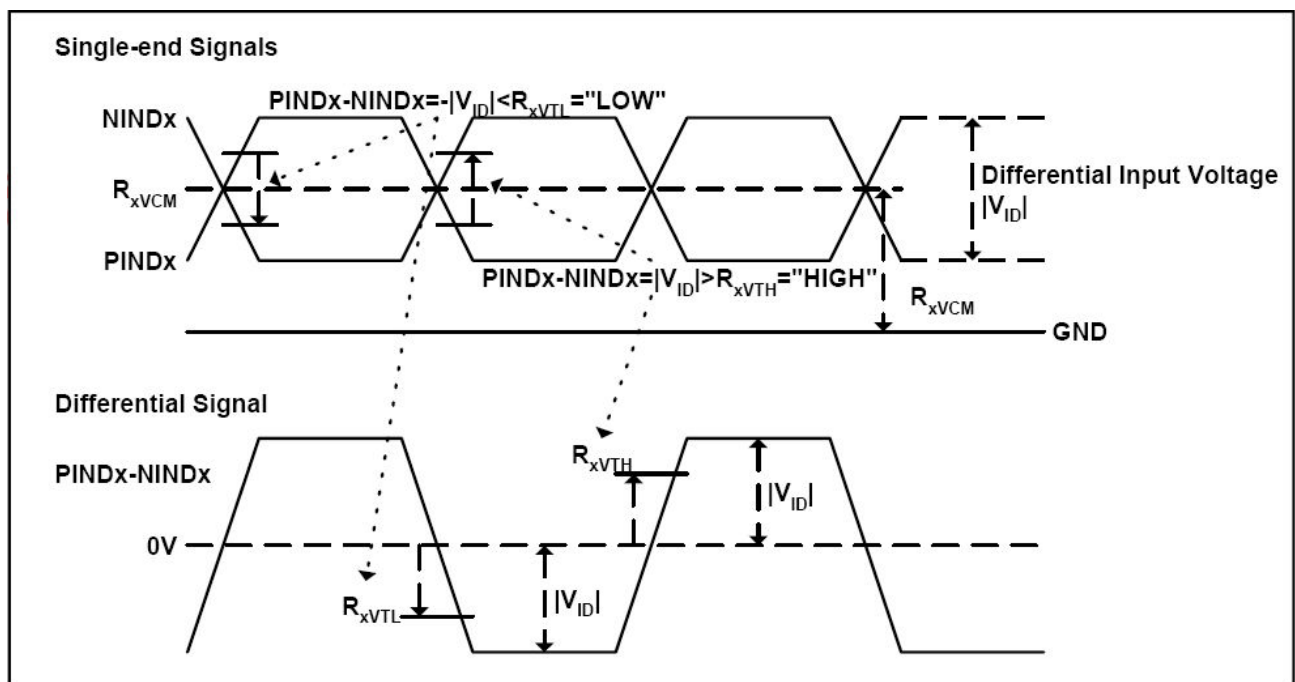 Single-end Signals
PINDx-NINDx=-|VID|<RxVTL="LOW"
NINDx
RxVCM
Differential Input Voltage
|VID|
PINDx
PINDx-NINDx=|VID|>RxVTH="HIGH"
RxVCM
GND
Differential Signal
RxVTH
PINDx-NINDx
|VID|
0V
RxVTL
|VID|